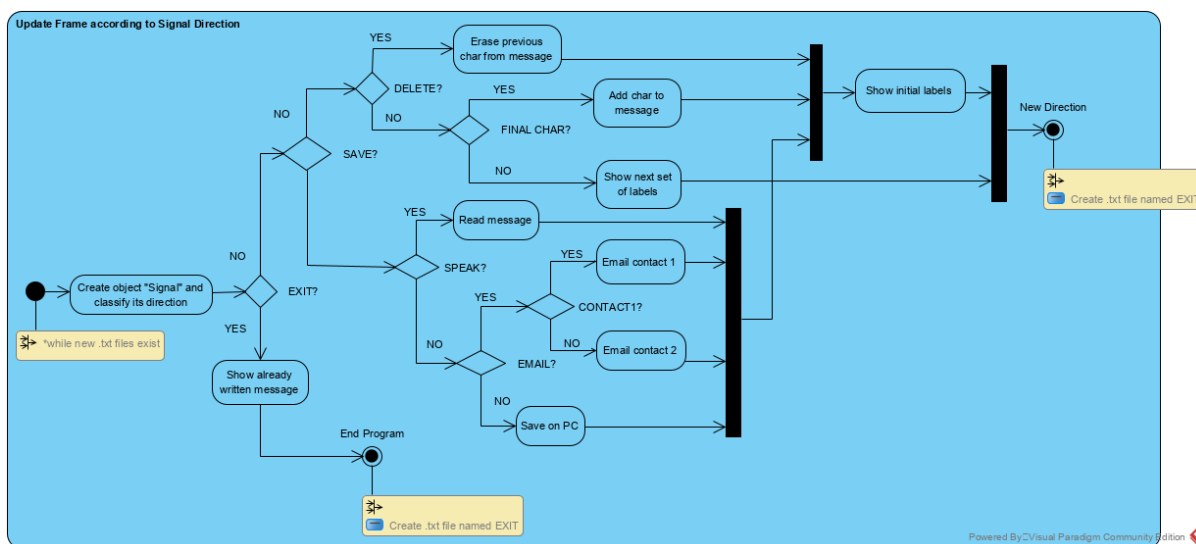 Update Frame according to Signal Direction
YES
Erase previous
char from message
DELETE?
NO
YES
Add char to
message
FINAL CHAR?
NO
Show next set
of labels
Show initial labels
New Direction
Create .txt file named EXIT
NO
SAVE?
YES
Read message
SPEAK?
NO
YES
YES
Email contact 1
CONTACT1?
NO
Email contact 2
EMAIL?
NO
Save on PC
NO
Create object "Signal" and
classify its direction
EXIT?
*while new .txt files exist
YES
Show already
written message
End Program
Create .txt file named EXIT
Powered By Visual Paradigm Community Edition